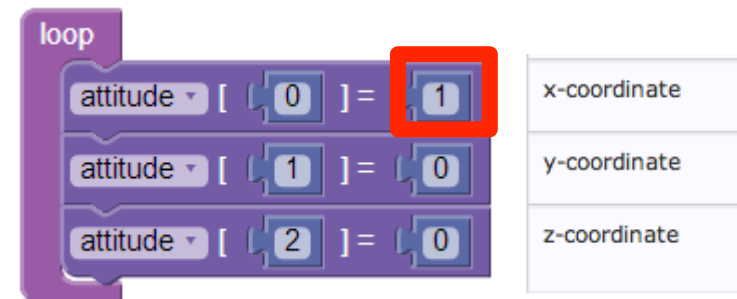 loop
attitude [ 0 ] = 1 x-coordinate
attitude [ 1 ] = 0 y-coordinate
attitude [ 2 ] = 0 z-coordinate